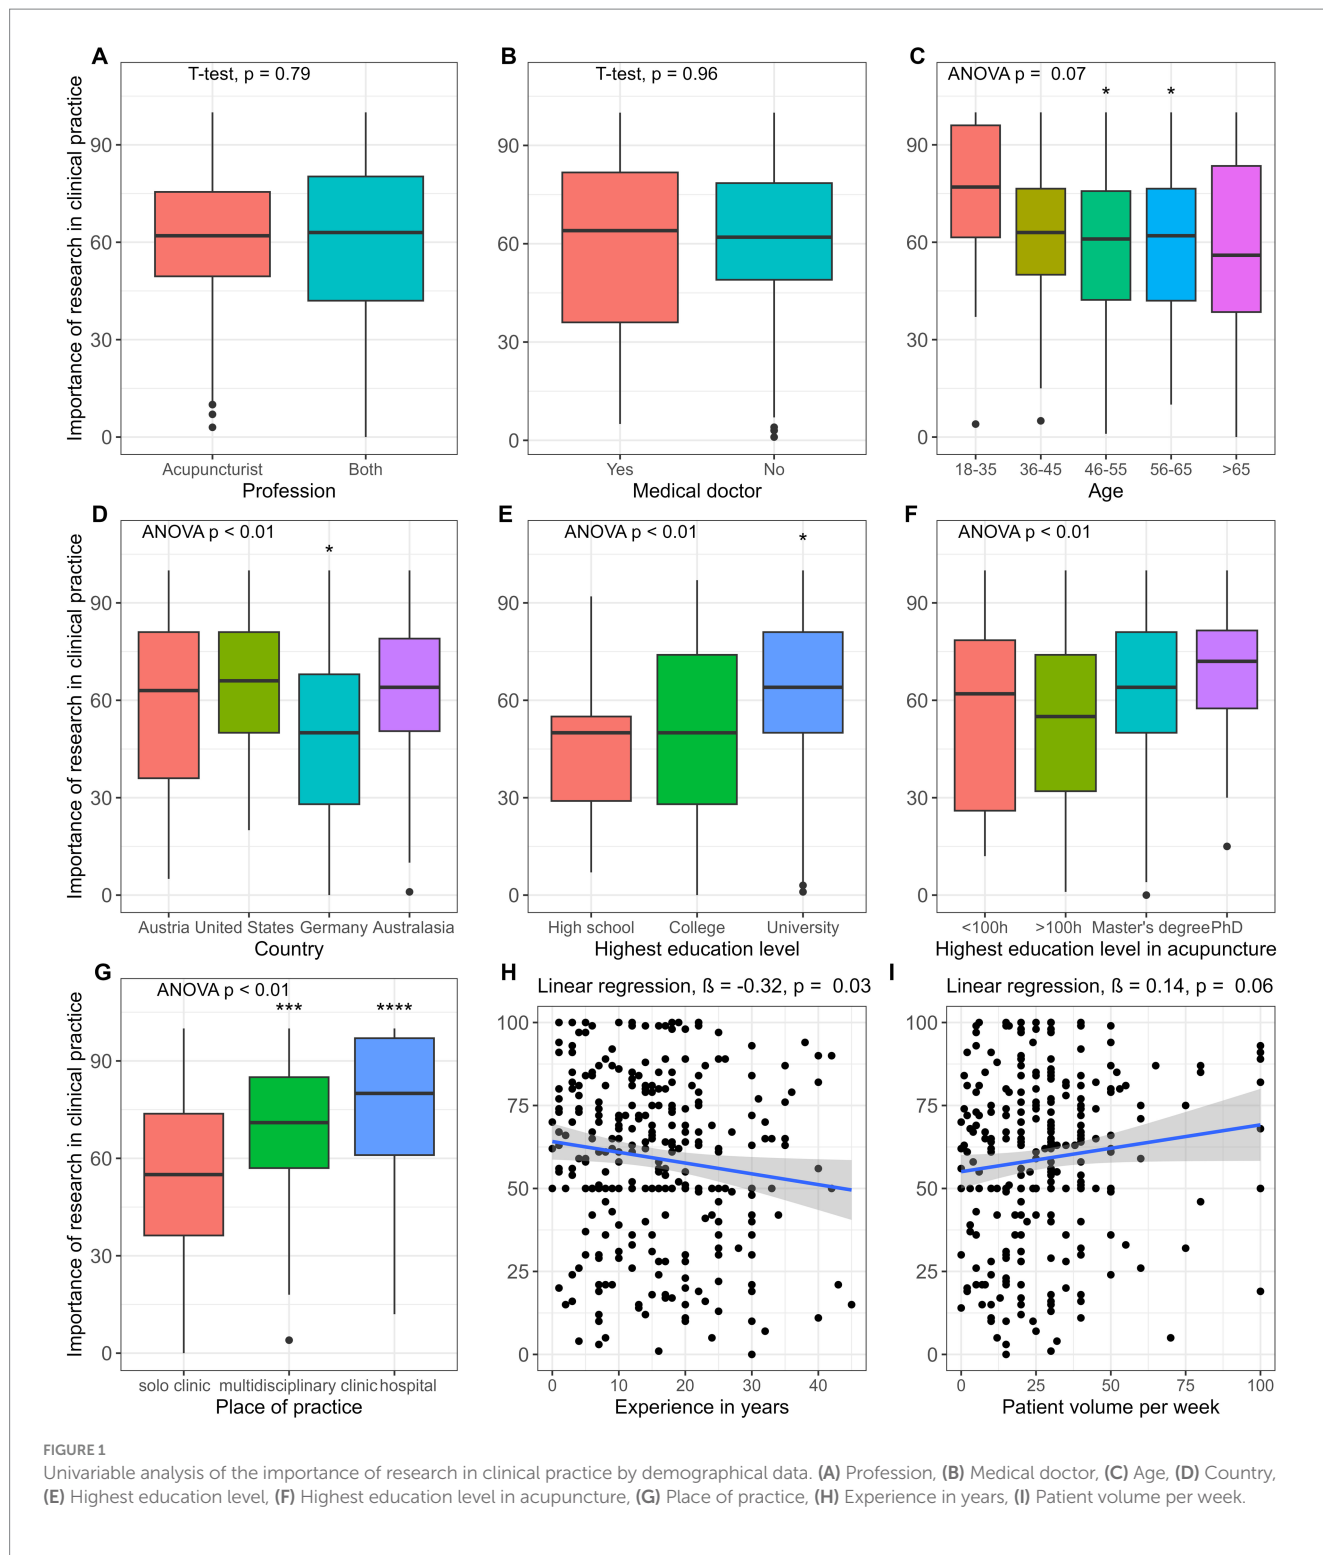 A
T-test, p = 0.79
Importance of research in clinical practice
90
60
30
0
Acupuncturist Both
Profession
B
T-test, p = 0.96
90
60
30
0
Yes No
Medical doctor
C
ANOVA p = 0.07
* *
90
60
30
0
18-35 36-45 46-55 56-65 >65
Age
D
ANOVA p < 0.01
*
Importance of research in clinical practice
90
60
30
0
Austria United States Germany Australasia
Country
E
ANOVA p < 0.01
*
90
60
30
0
High school College University
Highest education level
F
ANOVA p < 0.01
90
60
30
0
<100h >100h Master's degree PhD
Highest education level in acupuncture
G
ANOVA p < 0.01
*** ****
Importance of research in clinical practice
90
60
30
0
solo clinic multidisciplinary clinic hospital
Place of practice
H
Linear regression, ß = -0.32, p = 0.03
100
75
50
25
0
0 10 20 30 40
Experience in years
I
Linear regression, ß = 0.14, p = 0.06
100
75
50
25
0
0 25 50 75 100
Patient volume per week
FIGURE 1
Univariable analysis of the importance of research in clinical practice by demographical data. (A) Profession, (B) Medical doctor, (C) Age, (D) Country,
(E) Highest education level, (F) Highest education level in acupuncture, (G) Place of practice, (H) Experience in years, (I) Patient volume per week.